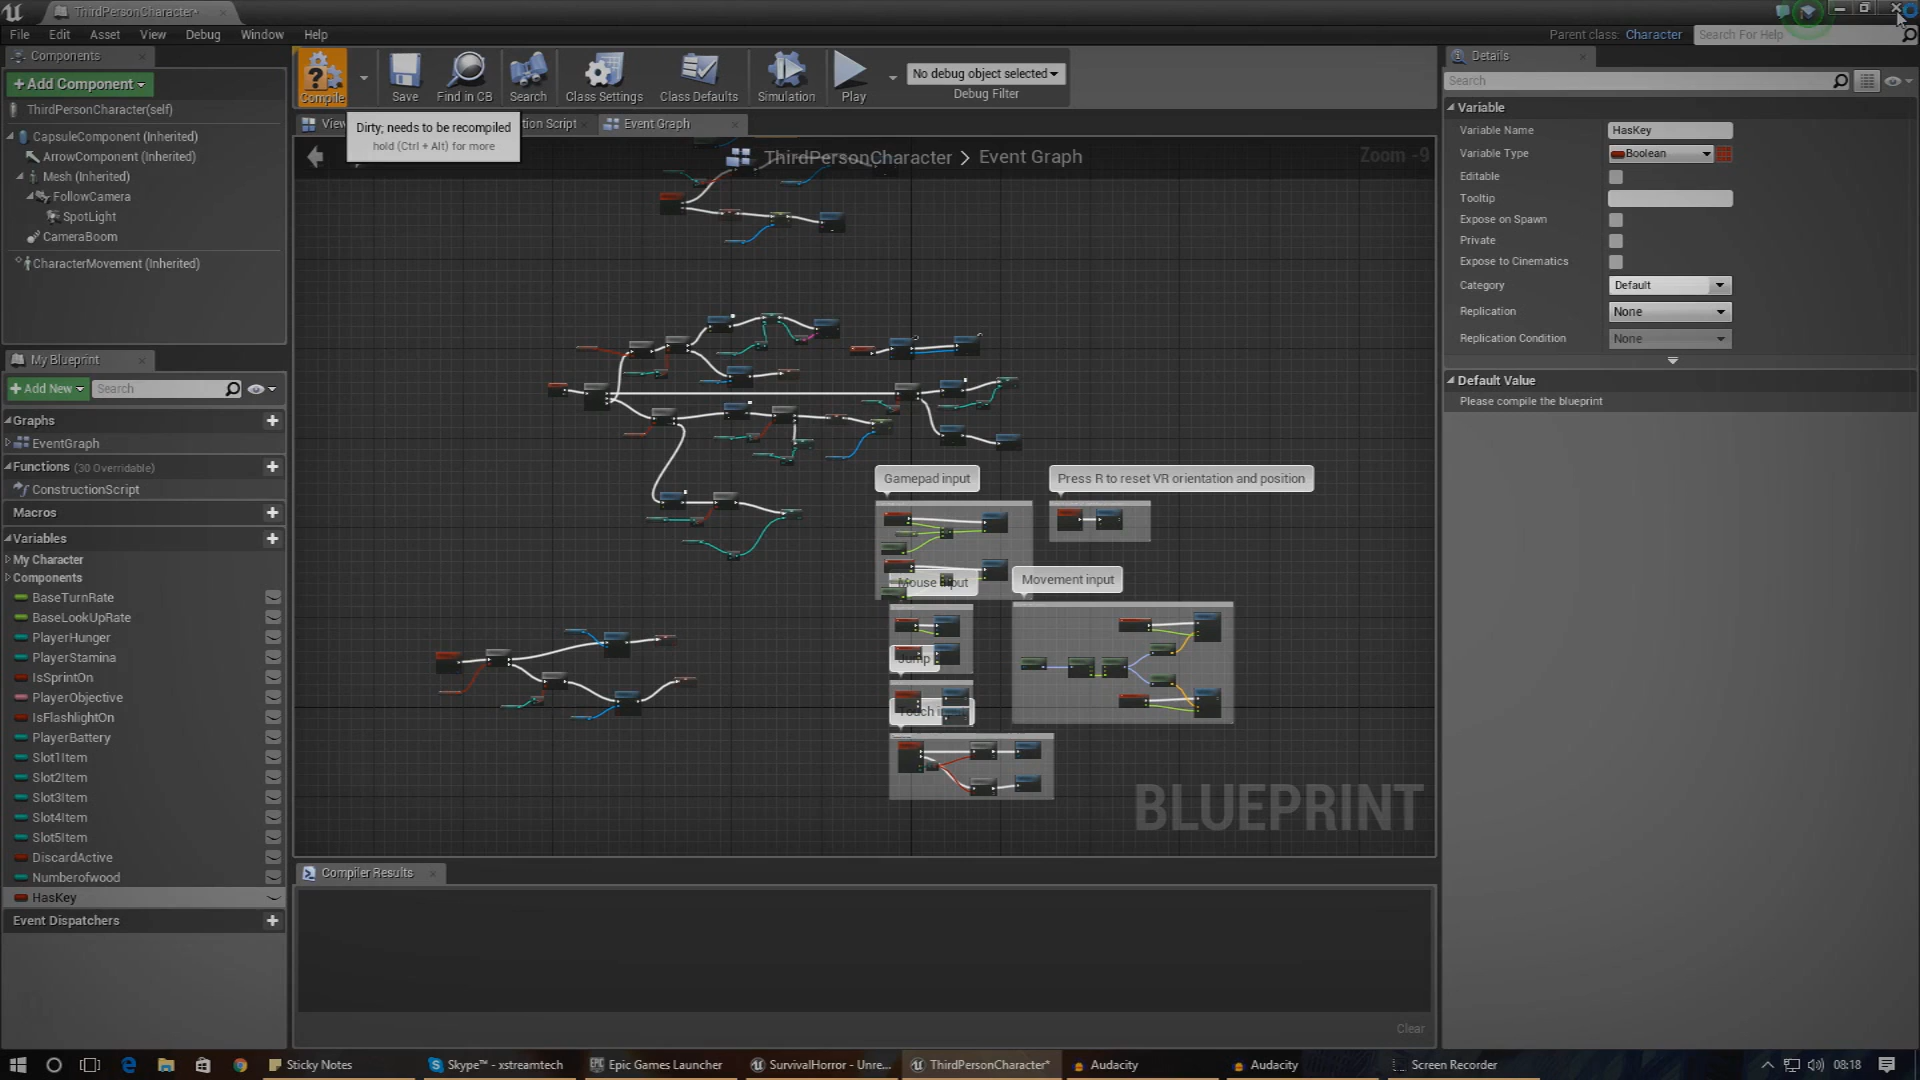 ThirdPersonCharacter*
File Edit Asset View Debug Window Help
Parent class: Character
Search For Help
Components
+Add Component
ThirdPersonCharacter(self)
CapsuleComponent (Inherited)
ArrowComponent (Inherited)
Mesh (Inherited)
FollowCamera
SpotLight
CameraBoom
CharacterMovement (Inherited)
My Blueprint
+Add New
Search
Graphs
EventGraph
Functions (30 Overridable)
ConstructionScript
Macros
Variables
My Character
Components
BaseTurnRate
BaseLookUpRate
PlayerHunger
PlayerStamina
IsSprintOn
PlayerObjective
IsFlashlightOn
PlayerBattery
Slot1Item
Slot2Item
Slot3Item
Slot4Item
Slot5Item
DiscardActive
Numberofwood
HasKey
Event Dispatchers
Compile
Save
Find in CB
Search
Class Settings
Class Defaults
Simulation
Play
No debug object selected
Debug Filter
View
tion Script
Event Graph
Dirty; needs to be recompiled
hold (Ctrl + Alt) for more
ThirdPersonCharacter > Event Graph
Zoom -9
Gamepad input
Press R to reset VR orientation and position
Mouse input
Movement input
Jump
Touch in
BLUEPRINT
Compiler Results
Clear
Details
Search
Variable
Variable Name HasKey
Variable Type Boolean
Editable
Tooltip
Expose on Spawn
Private
Expose to Cinematics
Category Default
Replication None
Replication Condition None
Default Value
Please compile the blueprint
Sticky Notes
Skype™ - xstreamtech
Epic Games Launcher
SurvivalHorror - Unre...
ThirdPersonCharacter*
Audacity
Audacity
Screen Recorder
08:18